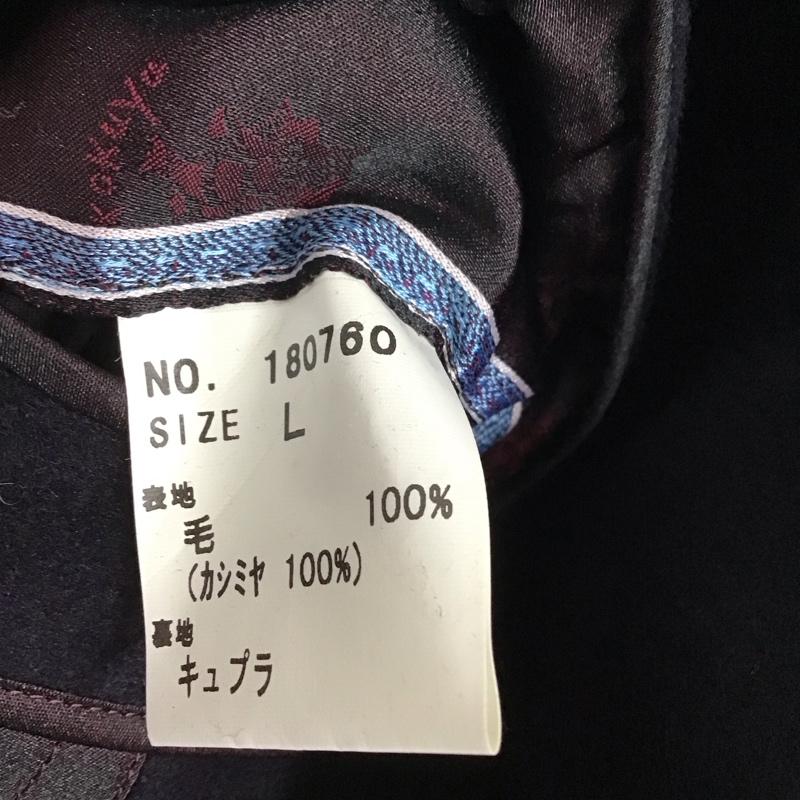 NO. 180760
SIZE L
表地
毛 100%
(カシミヤ 100%)
裏地
キュプラ